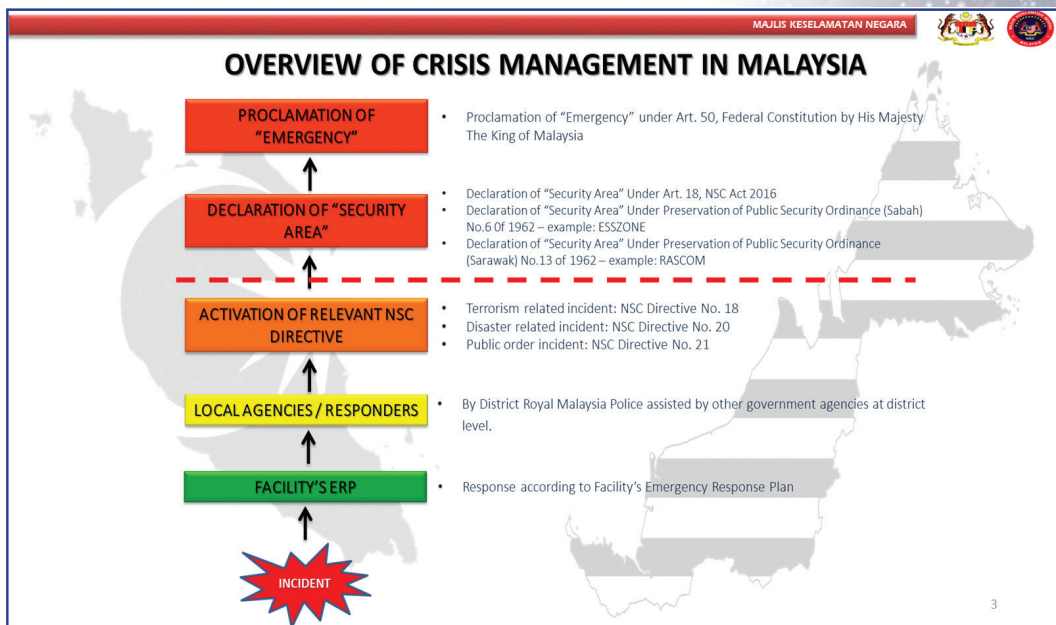 MAJLIS KESELAMATAN NEGARA
OVERVIEW OF CRISIS MANAGEMENT IN MALAYSIA
PROCLAMATION OF
"EMERGENCY"
• Proclamation of "Emergency" under Art. 50, Federal Constitution by His Majesty
The King of Malaysia
DECLARATION OF "SECURITY
AREA"
• Declaration of "Security Area" Under Art. 18, NSC Act 2016
• Declaration of "Security Area" Under Preservation of Public Security Ordinance (Sabah)
No.6 0f 1962 – example: ESSZONE
• Declaration of "Security Area" Under Preservation of Public Security Ordinance
(Sarawak) No.13 of 1962 – example: RASCOM
ACTIVATION OF RELEVANT NSC
DIRECTIVE
• Terrorism related incident: NSC Directive No. 18
• Disaster related incident: NSC Directive No. 20
• Public order incident: NSC Directive No. 21
LOCAL AGENCIES / RESPONDERS
• By District Royal Malaysia Police assisted by other government agencies at district
level.
FACILITY'S ERP
• Response according to Facility's Emergency Response Plan
INCIDENT
3